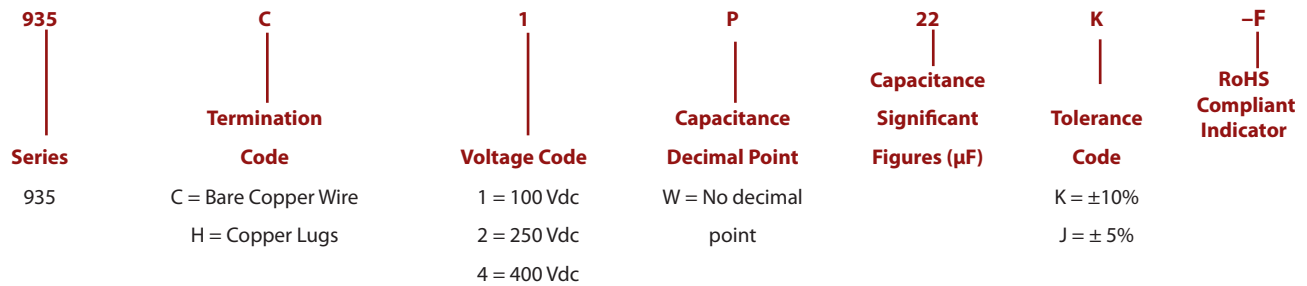 935 C 1 P 22 K –F
Capacitance RoHS
Termination Capacitance Significant Tolerance Compliant
Indicator
Series Code Voltage Code Decimal Point Figures (µF) Code
935 C = Bare Copper Wire 1 = 100 Vdc W = No decimal K = ±10%
H = Copper Lugs 2 = 250 Vdc point J = ± 5%
4 = 400 Vdc